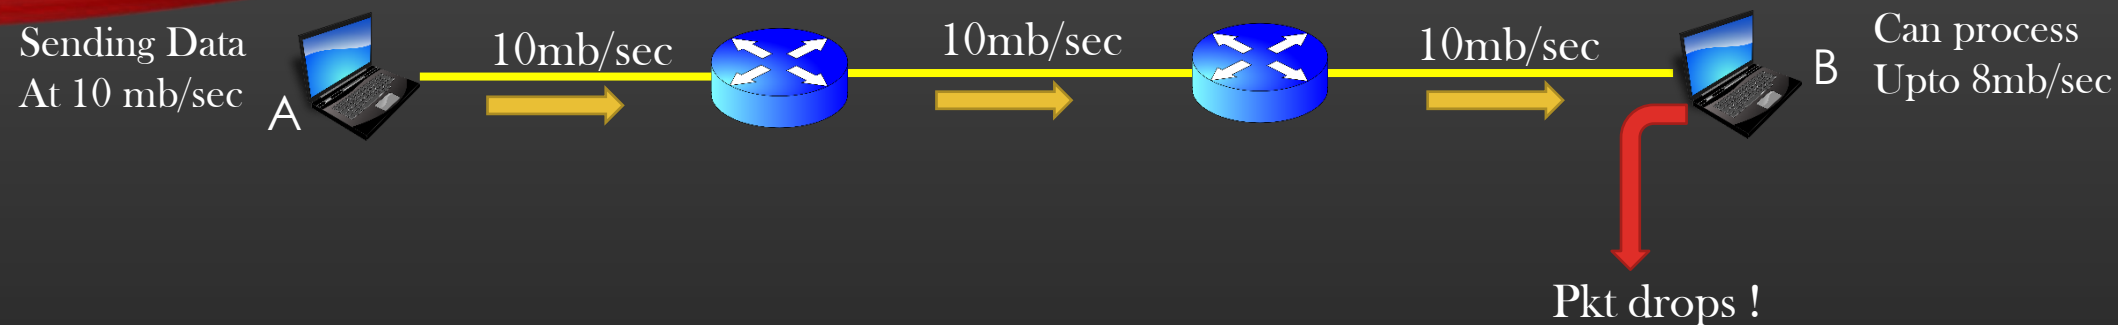 Sending Data
At 10 mb/sec
A
10mb/sec
10mb/sec
10mb/sec
B
Can process
Upto 8mb/sec
Pkt drops !